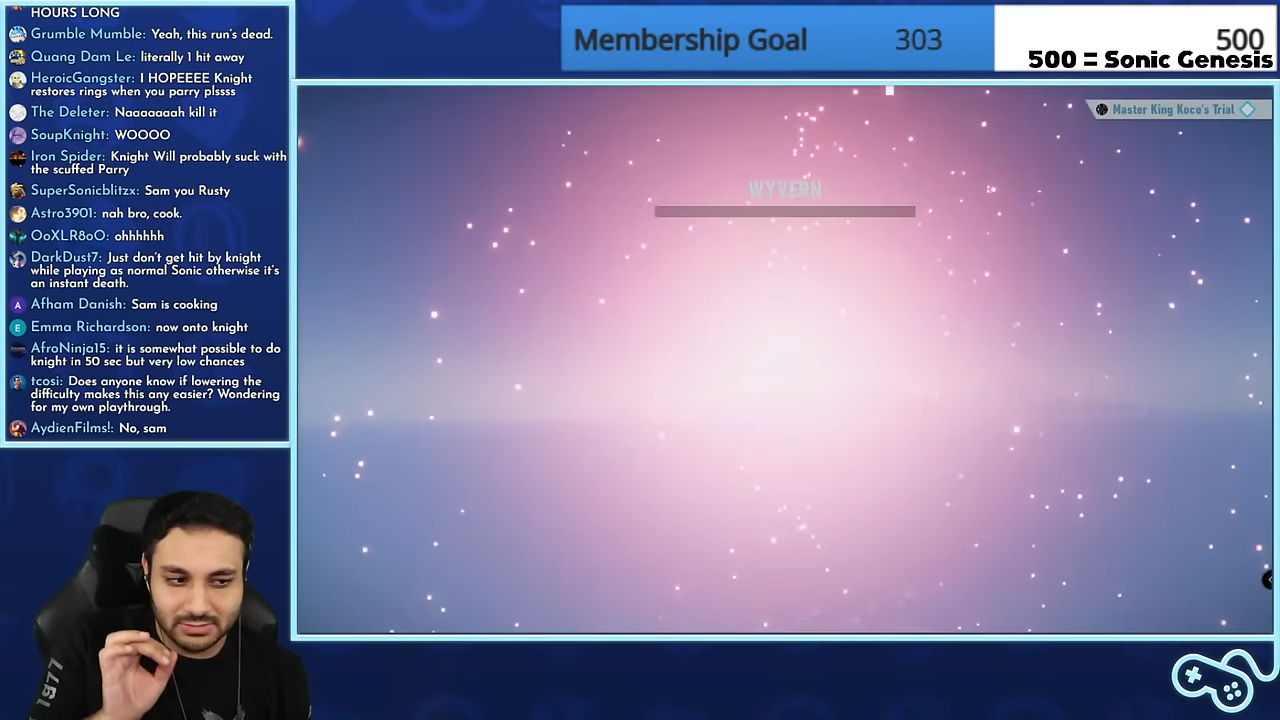 HOURS LONG
Grumble Mumble: Yeah, this run's dead.
Quang Dam Le: literally 1 hit away
HeroicGangster: I HOPEEEE Knight
restores rings when you parry plssss
The Deleter: Naaaaaaah kill it
SoupKnight: WOOOO
Iron Spider: Knight Will probably suck with
the scuffed Parry
SuperSonicblitzx: Sam you Rusty
Astro3901: nah bro, cook.
OoXLR8oO: ohhhhhh
DarkDust7: Just don't get hit by knight
while playing as normal Sonic otherwise it's
an instant death.
A Afham Danish: Sam is cooking
E Emma Richardson: now onto knight
AfroNinja15: it is somewhat possible to do
knight in 50 sec but very low chances
tcosi: Does anyone know if lowering the
difficulty makes this any easier? Wondering
for my own playthrough.
AydienFilms!: No, sam
Membership Goal 303 500
500 = Sonic Genesis
Master King Koco's Trial
WYVERN
1977